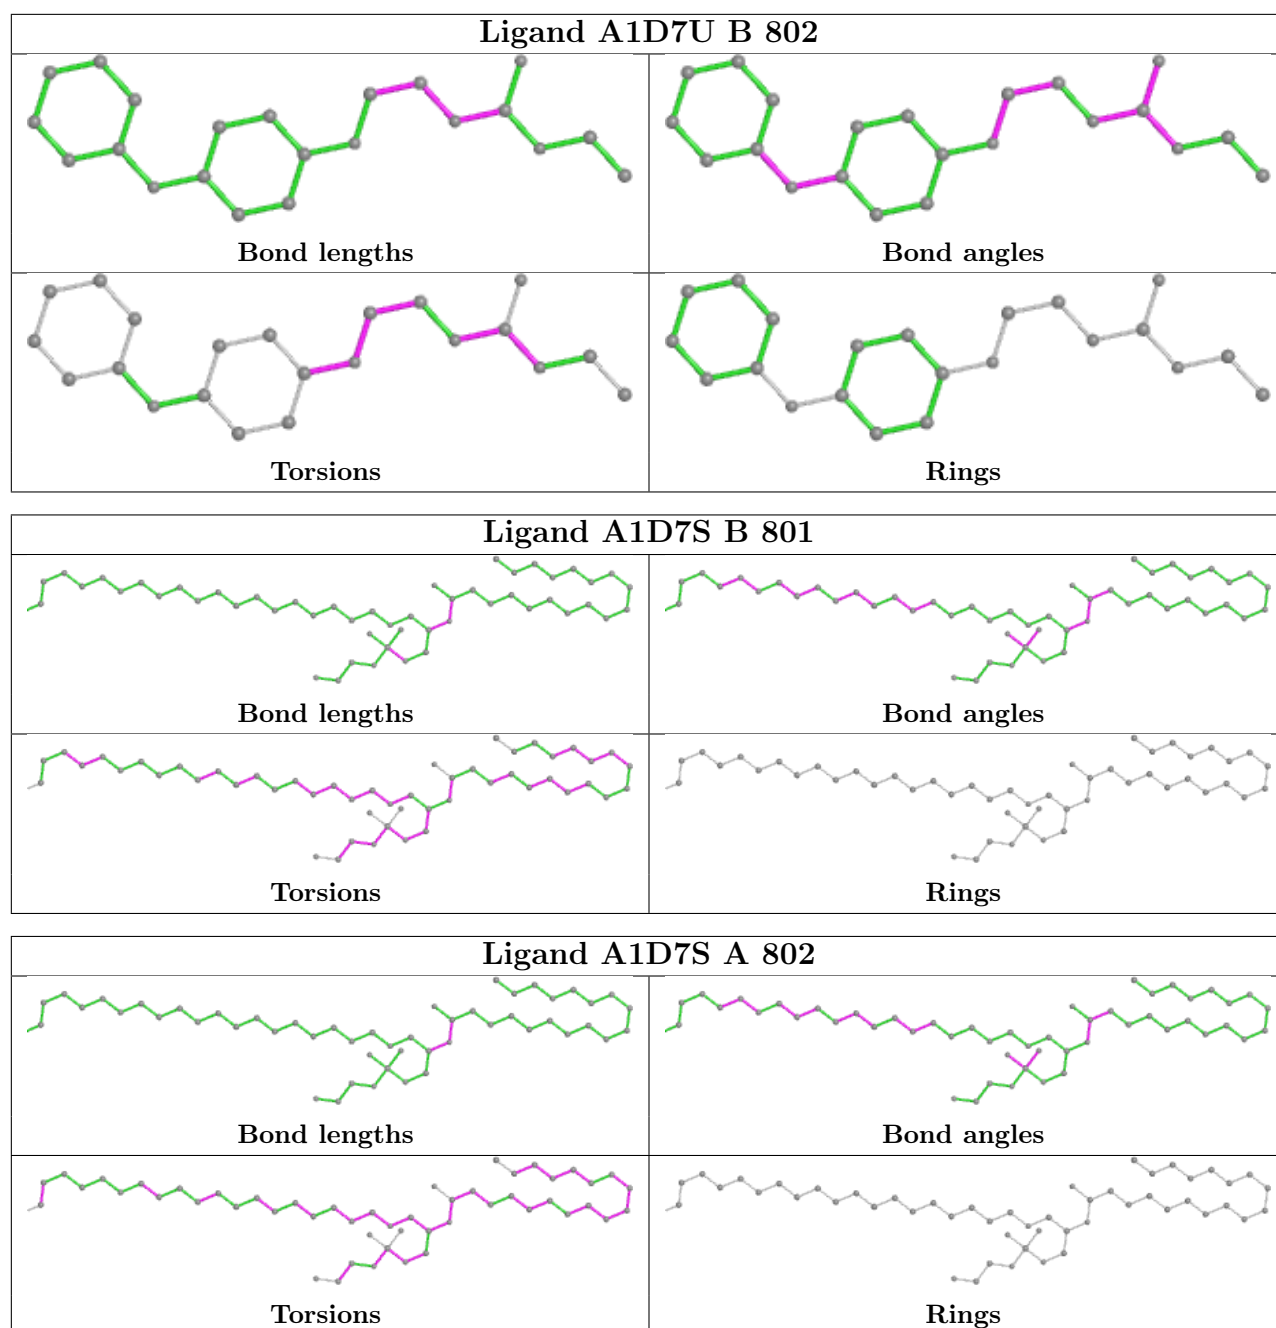 Ligand A1D7U B 802
Bond lengths
Bond angles
Torsions
Rings
Ligand A1D7S B 801
Bond lengths
Bond angles
Torsions
Rings
Ligand A1D7S A 802
Bond lengths
Bond angles
Torsions
Rings